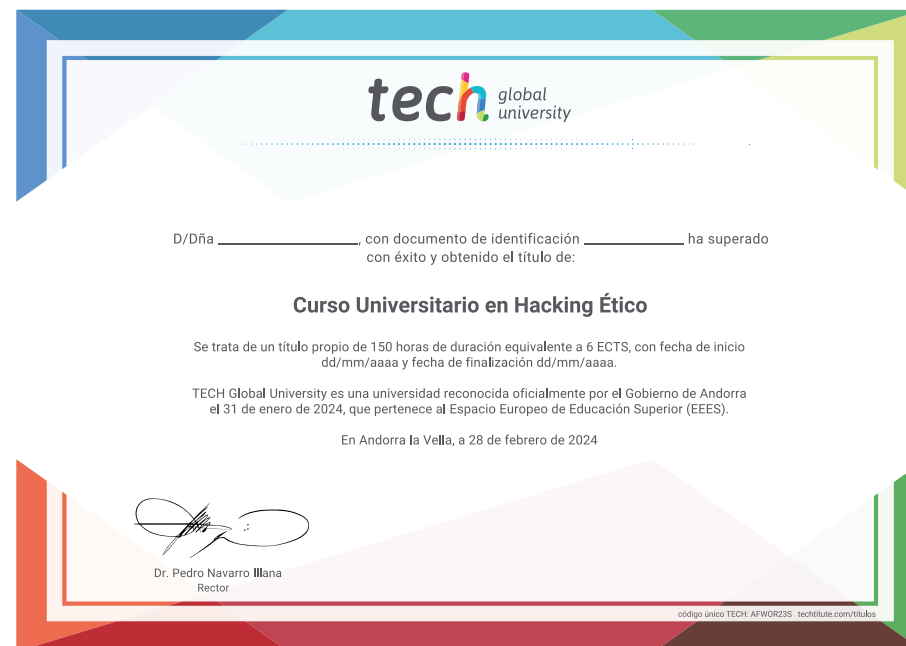 tech global university
D/Dña ____________________, con documento de identificación ______________ ha superado
con éxito y obtenido el título de:
Curso Universitario en Hacking Ético
Se trata de un título propio de 150 horas de duración equivalente a 6 ECTS, con fecha de inicio
dd/mm/aaaa y fecha de finalización dd/mm/aaaa.
TECH Global University es una universidad reconocida oficialmente por el Gobierno de Andorra
el 31 de enero de 2024, que pertenece al Espacio Europeo de Educación Superior (EEES).
En Andorra la Vella, a 28 de febrero de 2024
Dr. Pedro Navarro Illana
Rector
código único TECH: AFWOR23S techtitute.com/titulos